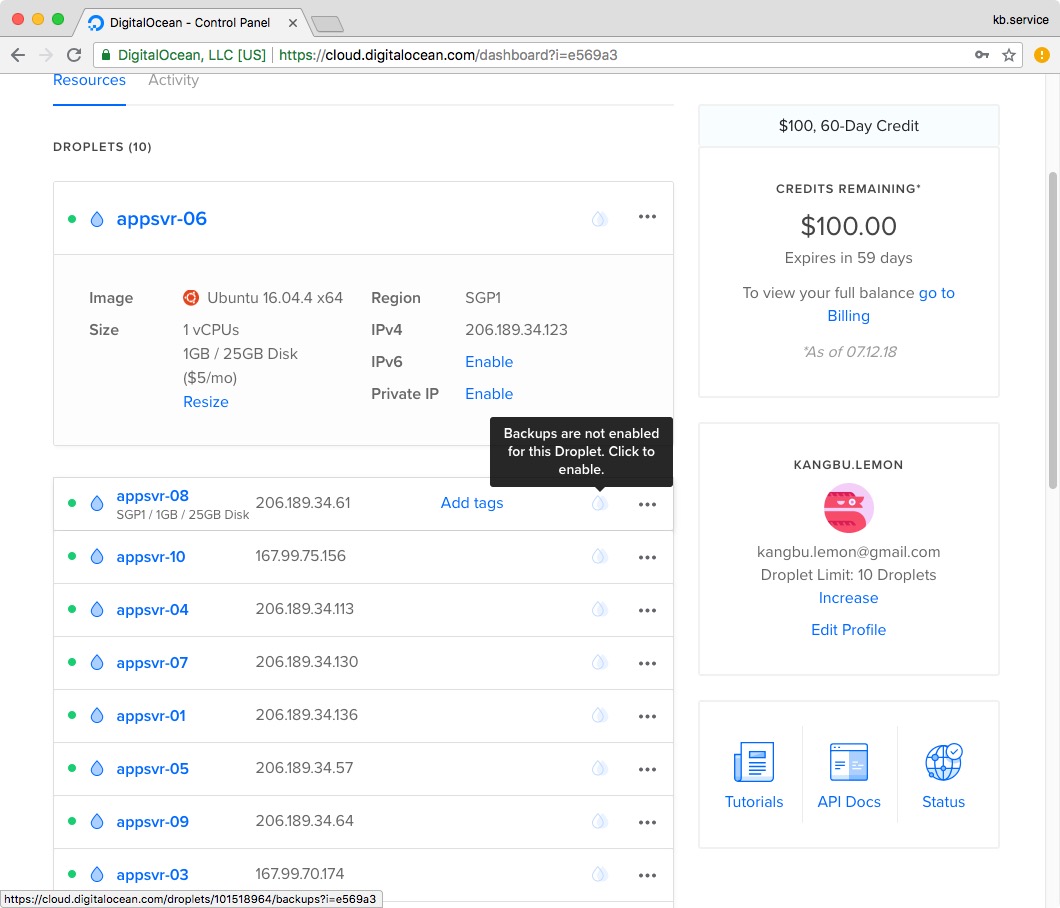 DigitalOcean - Control Panel
kb.service
DigitalOcean, LLC [US] https://cloud.digitalocean.com/dashboard?i=e569a3
Resources Activity
DROPLETS (10)
appsvr-06
Image Ubuntu 16.04.4 x64 Region SGP1
Size 1 vCPUs IPv4 206.189.34.123
1GB / 25GB Disk IPv6 Enable
($5/mo) Private IP Enable
Resize
Backups are not enabled
for this Droplet. Click to
enable.
appsvr-08 206.189.34.61 Add tags
SGP1 / 1GB / 25GB Disk
appsvr-10 167.99.75.156
appsvr-04 206.189.34.113
appsvr-07 206.189.34.130
appsvr-01 206.189.34.136
appsvr-05 206.189.34.57
appsvr-09 206.189.34.64
appsvr-03 167.99.70.174
https://cloud.digitalocean.com/droplets/101518964/backups?i=e569a3
$100, 60-Day Credit
CREDITS REMAINING*
$100.00
Expires in 59 days
To view your full balance go to
Billing
*As of 07.12.18
KANGBU.LEMON
kangbu.lemon@gmail.com
Droplet Limit: 10 Droplets
Increase
Edit Profile
Tutorials API Docs Status